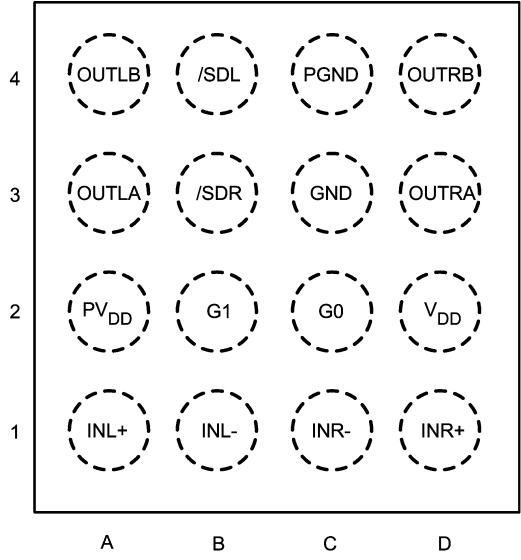 4 OUTLB /SDL PGND OUTRB
3 OUTLA /SDR GND OUTRA
2 PVDD G1 G0 VDD
1 INL+ INL- INR- INR+
A B C D